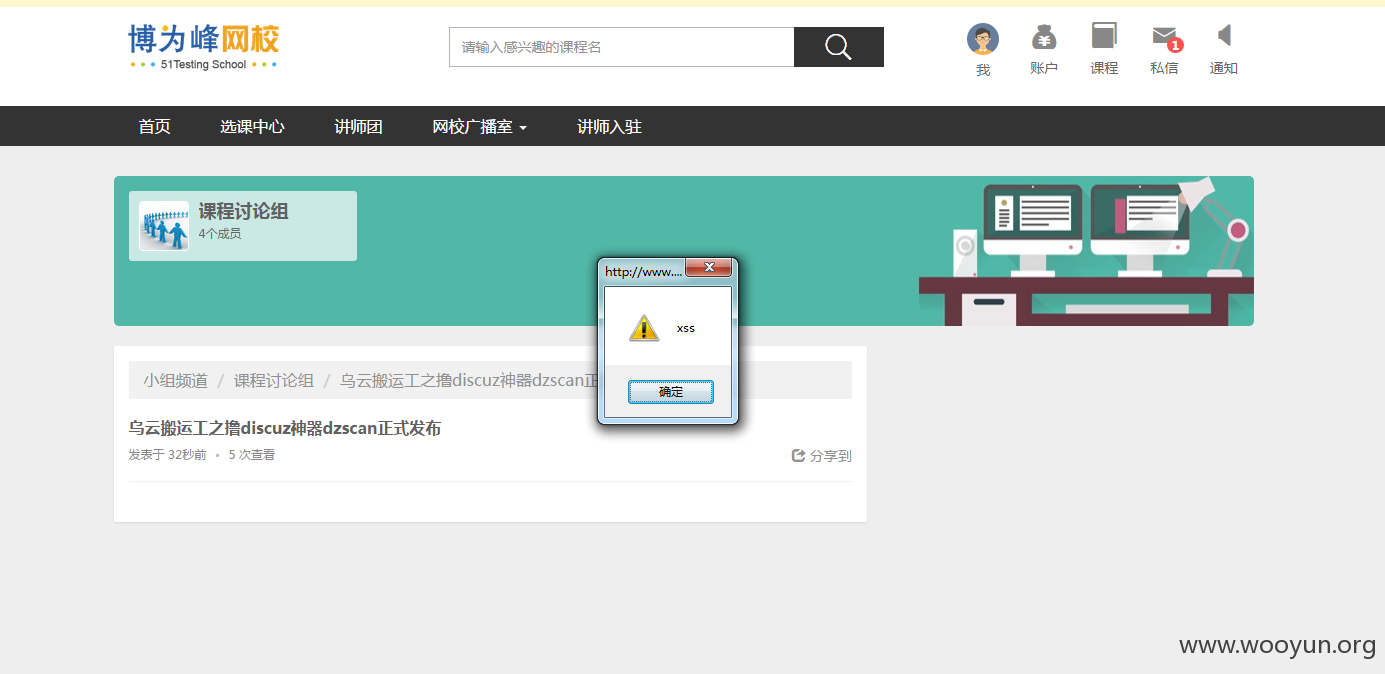 博为峰网校
51Testing School
请输入感兴趣的课程名
我
账户
课程
1
私信
通知
首页
选课中心
讲师团
网校广播室
讲师入驻
课程讨论组
4个成员
http://www....
xss
确定
小组频道 / 课程讨论组 / 乌云搬运工之撸discuz神器dzscan正
乌云搬运工之撸discuz神器dzscan正式发布
发表于 32秒前 • 5 次查看
分享到
www.wooyun.org